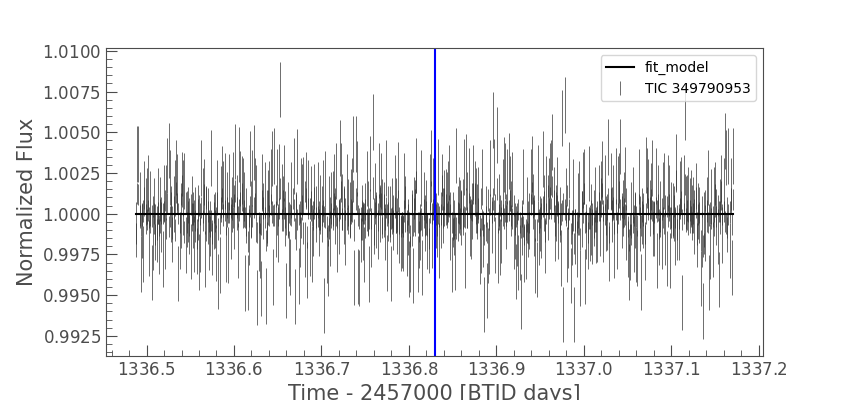 1.0100
1.0075
1.0050
1.0025
1.0000
0.9975
0.9950
0.9925
Normalized Flux
fit_model
TIC 349790953
1336.5 1336.6 1336.7 1336.8 1336.9 1337.0 1337.1 1337.2
Time - 2457000 [BTJD days]